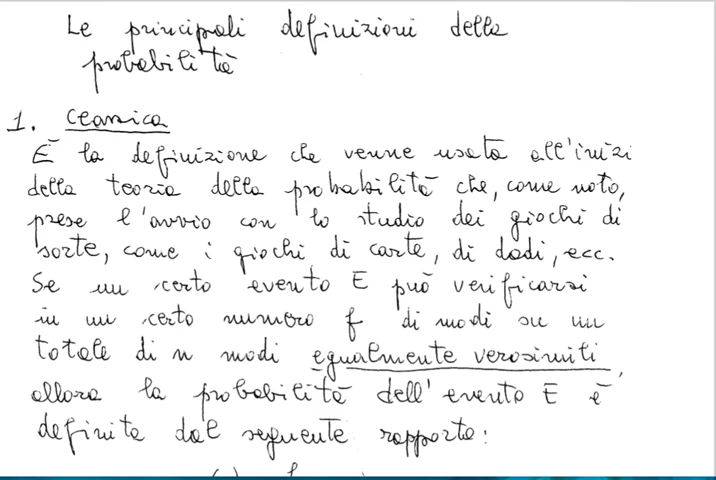 Le principali definizioni della
probabilità
1. Classica
È la definizione che venne usata all'inizi
della teoria della probabilità che, come noto,
prese l'avvio con lo studio dei giochi di
sorte, come i giochi di carte, di dadi, ecc.
Se un certo evento E può verificarsi
in un certo numero f di modi su un
totale di n modi egualmente verosimili,
allora la probabilità dell'evento E è
definita dal seguente rapporto: